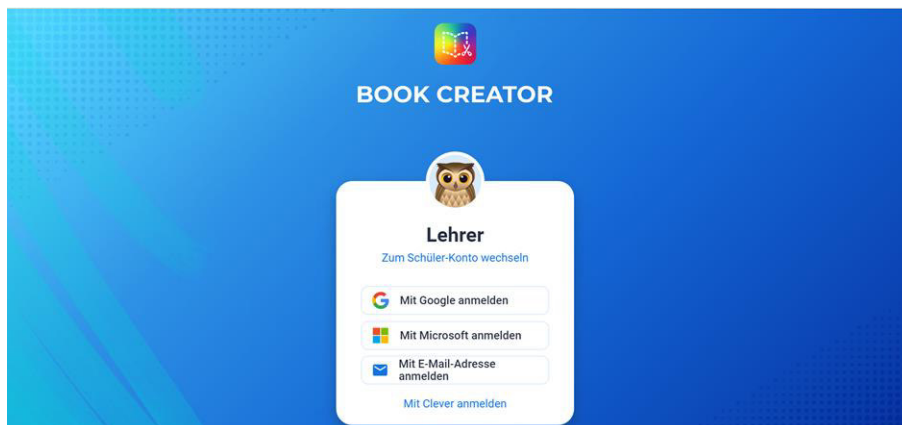 BOOK CREATOR
Lehrer
Zum Schüler-Konto wechseln
Mit Google anmelden
Mit Microsoft anmelden
Mit E-Mail-Adresse
anmelden
Mit Clever anmelden